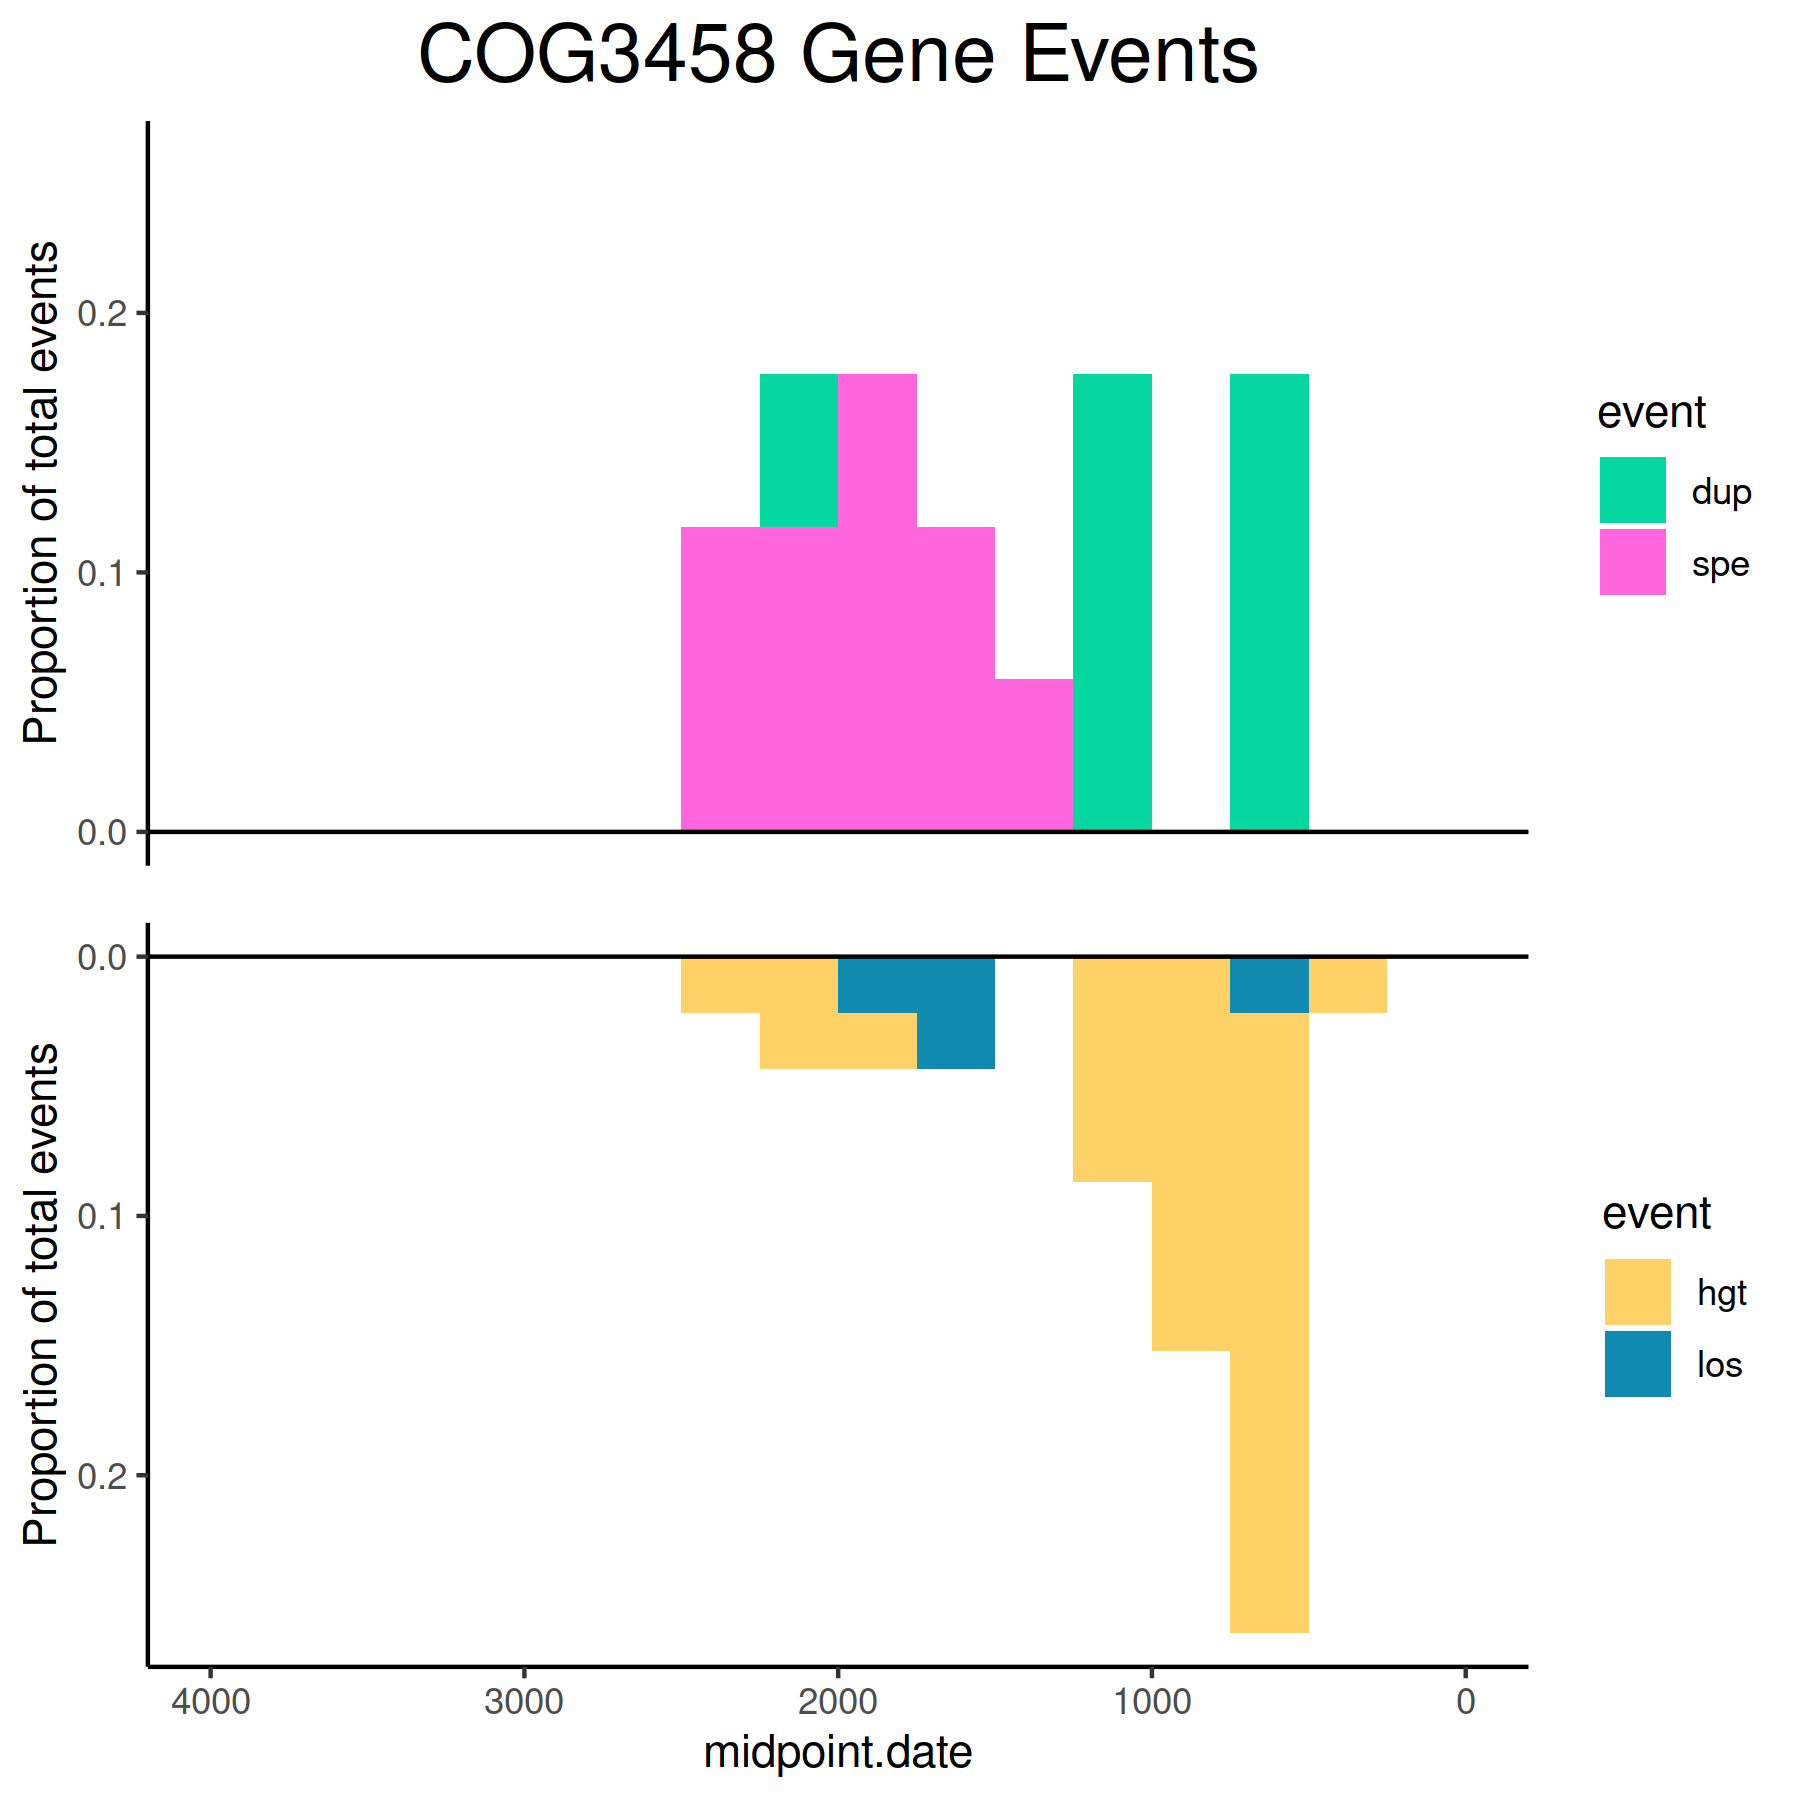 COG3458 Gene Events
Proportion of total events
0.2
0.1
0.0
event
dup
spe
Proportion of total events
0.0
0.1
0.2
event
hgt
los
4000 3000 2000 1000 0
midpoint.date